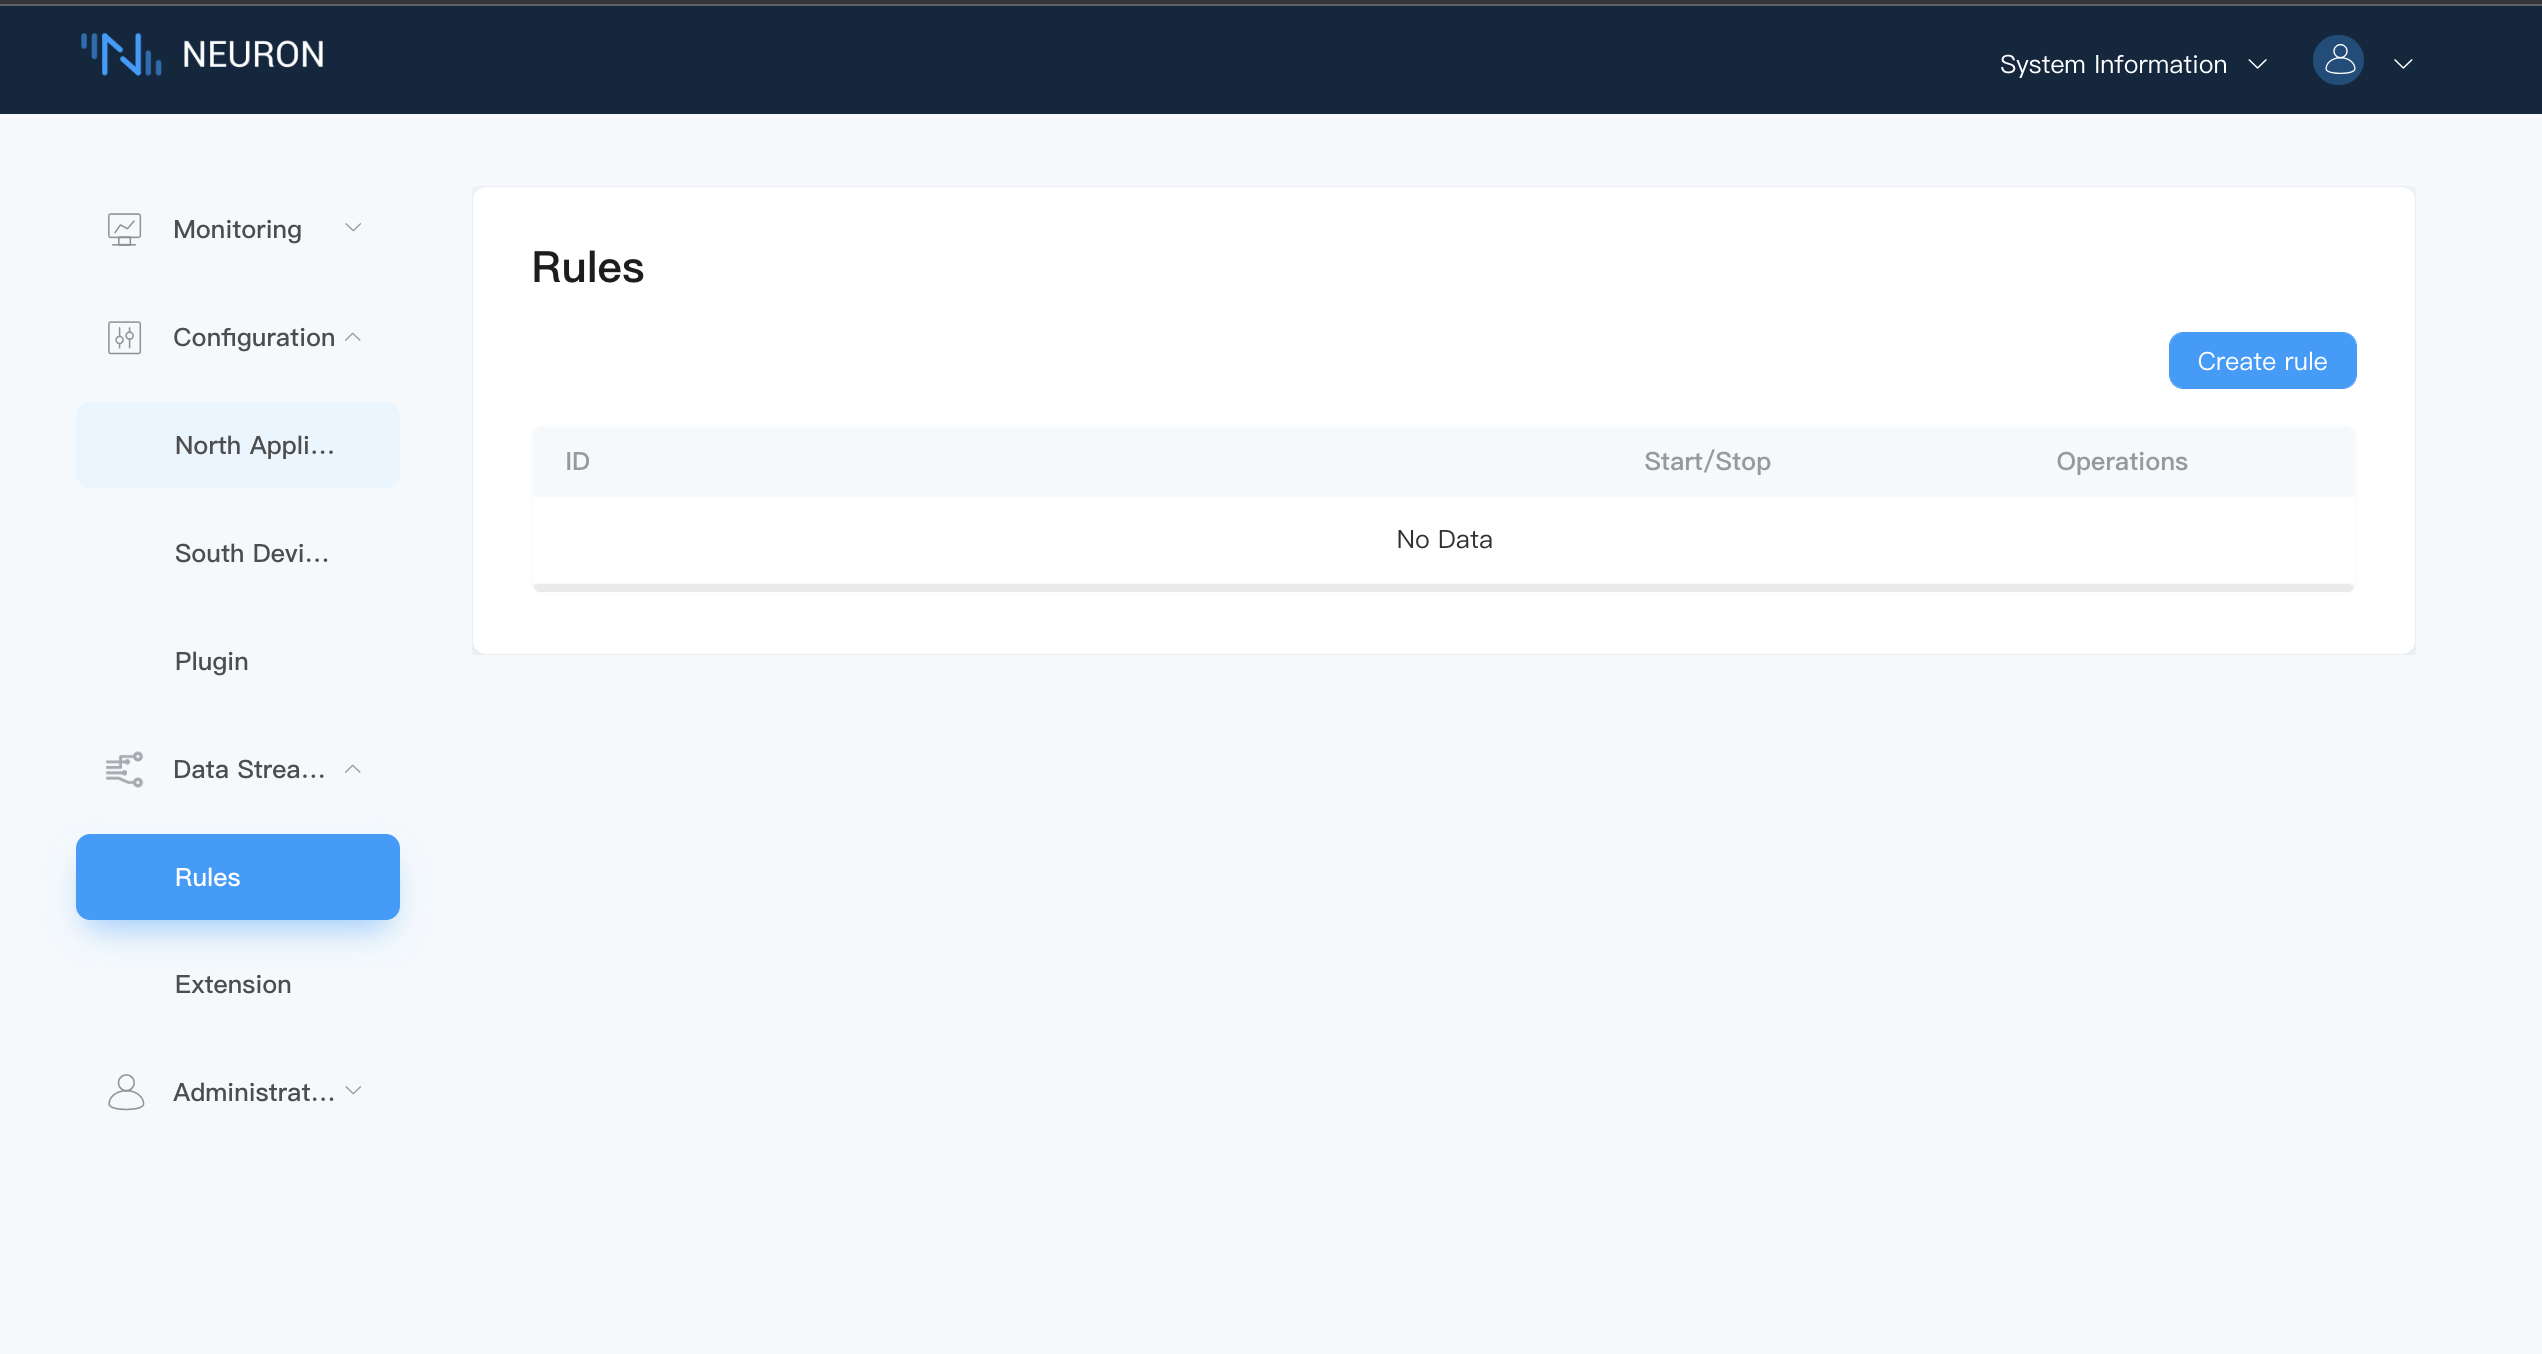 NEURON
System Information
Monitoring
Configuration
North Appli...
South Devi...
Plugin
Data Strea...
Rules
Extension
Administrat...
Rules
Create rule
ID Start/Stop Operations
No Data